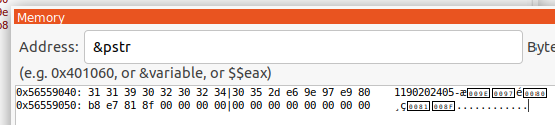 Memory
Address: &pstr Byte
(e.g. 0x401060, or &variable, or $$eax)
0x56559040: 31 31 39 30 32 30 32 34|30 35 2d e6 9e 97 e9 80 1190202405-æ009E0097é0080
0x56559050: b8 e7 81 8f 00 00 00 00|00 00 00 00 00 00 00 00 ¸ç0081008F............